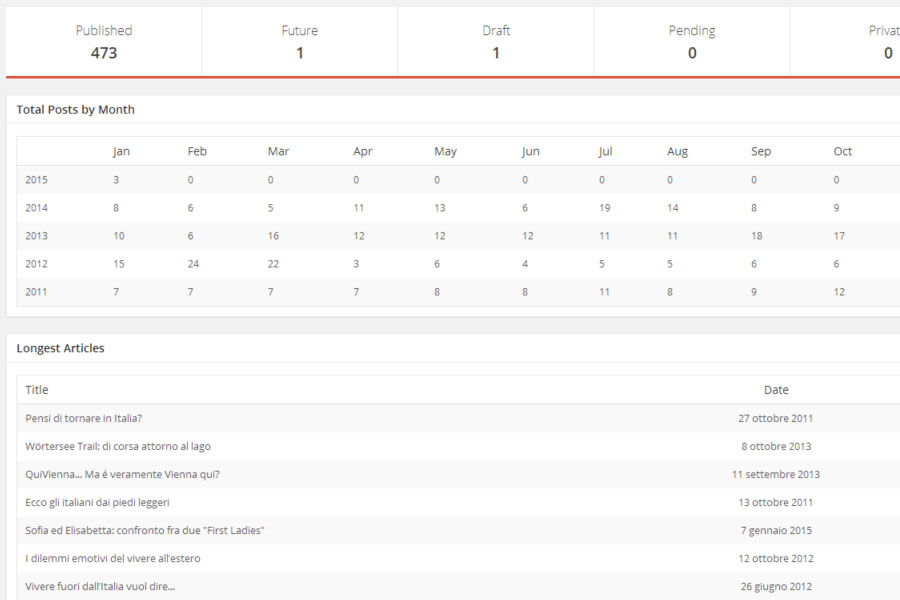 Published Future Draft Pending Privat
473 1 1 0 0
Total Posts by Month
Jan Feb Mar Apr May Jun Jul Aug Sep Oct
2015 3 0 0 0 0 0 0 0 0 0
2014 8 6 5 11 13 6 19 14 8 9
2013 10 6 16 12 12 12 11 11 18 17
2012 15 24 22 3 6 4 5 5 6 6
2011 7 7 7 7 8 8 11 8 9 12
Longest Articles
Title Date
Pensi di tornare in Italia? 27 ottobre 2011
Wörtersee Trail: di corsa attorno al lago 8 ottobre 2013
QuiVienna... Ma é veramente Vienna qui? 11 settembre 2013
Ecco gli italiani dai piedi leggeri 13 ottobre 2011
Sofia ed Elisabetta: confronto fra due "First Ladies" 7 gennaio 2015
I dilemmi emotivi del vivere all'estero 12 ottobre 2012
Vivere fuori dall'Italia vuol dire... 26 giugno 2012